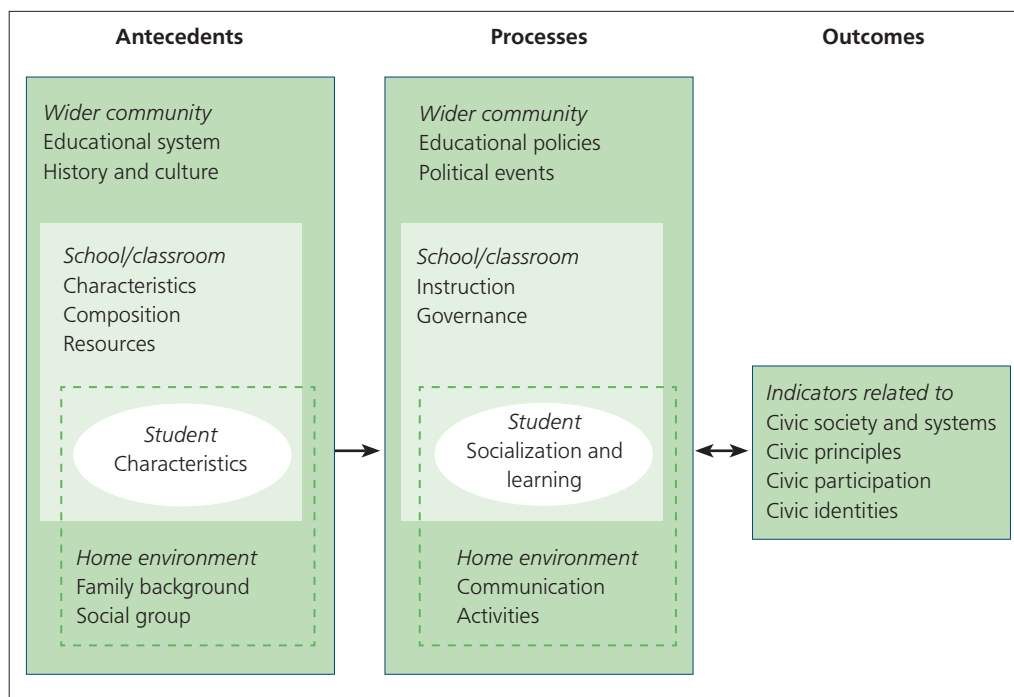 Antecedents
Processes
Outcomes
Wider community
Educational system
History and culture
School/classroom
Characteristics
Composition
Resources
Student
Characteristics
Home environment
Family background
Social group
Wider community
Educational policies
Political events
School/classroom
Instruction
Governance
Student
Socialization and
learning
Home environment
Communication
Activities
Indicators related to
Civic society and systems
Civic principles
Civic participation
Civic identities